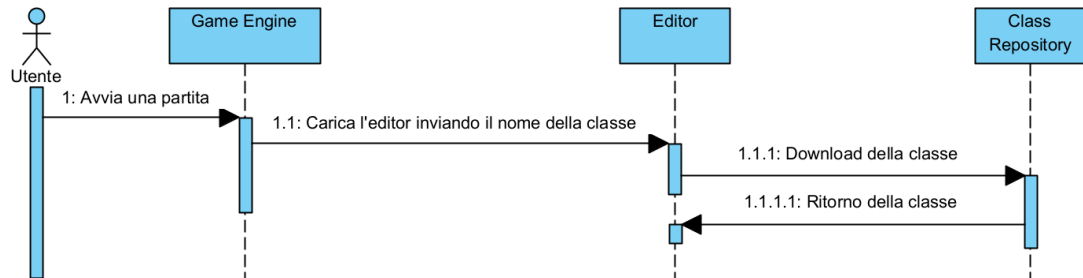 Game Engine
Editor
Class
Repository
Utente
1: Avvia una partita
1.1: Carica l'editor inviando il nome della classe
1.1.1: Download della classe
1.1.1.1: Ritorno della classe